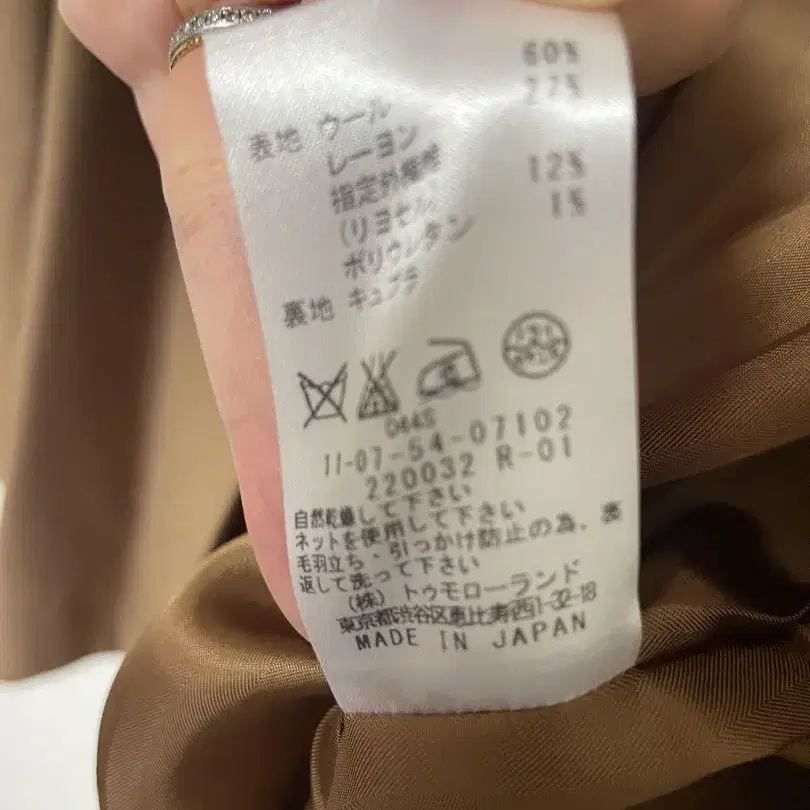 60%
22%
表地 ウール
レーヨン
指定外繊維
12%
(リヨセル
1%
ポリウレタン
裏地 キュプラ
11-07-54-07102
220032 R-01
自然乾燥して下さい
ネットを使用して下さい
毛羽立ち・引っかけ防止の為、裏
返して洗って下さい
(株) トゥモローランド
東京都渋谷区恵比寿西1-32-18
MADE IN JAPAN